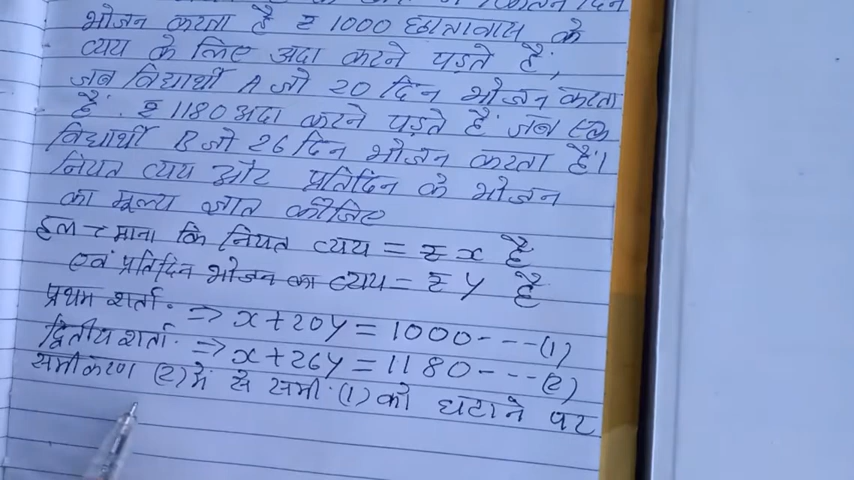 दिन
भोजन करता है ₹ 1000 छात्रावास के
व्यय के लिए अदा करने पड़ते हैं,
जब विद्यार्थी A जो 20 दिन भोजन करता
है. ₹ 1180 अदा करने पड़ते हैं जब एक
विद्यार्थी B जो 26 दिन भोजन करता है।
नियत व्यय और प्रतिदिन के भोजन
का मूल्य ज्ञात कीजिए
हल → माना कि नियत व्यय = ₹ x है
एवं प्रतिदिन भोजन का व्यय = ₹ y है
प्रथम शर्त. ⇒ x + 20y = 1000 --- (1)
द्वितीय शर्त. ⇒ x + 26y = 1180 --- (2)
समीकरण (2) में से समी. (1) को घटाने पर